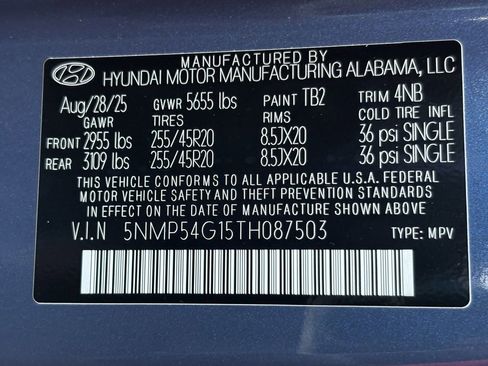 MANUFACTURED BY
HYUNDAI MOTOR MANUFACTURING ALABAMA, LLC
Aug/28/25 GVWR 5655 lbs PAINT TB2 TRIM 4NB
GAWR TIRES RIMS COLD TIRE INFL
FRONT 2955 lbs 255/45R20 8.5JX20 36 psi SINGLE
REAR 3109 lbs 255/45R20 8.5JX20 36 psi SINGLE
THIS VEHICLE CONFORMS TO ALL APPLICABLE U.S.A. FEDERAL
MOTOR VEHICLE SAFETY AND THEFT PREVENTION STANDARDS
IN EFFECT ON THE DATE OF MANUFACTURE SHOWN ABOVE.
V.I.N 5NMP54G15TH087503 TYPE: MPV